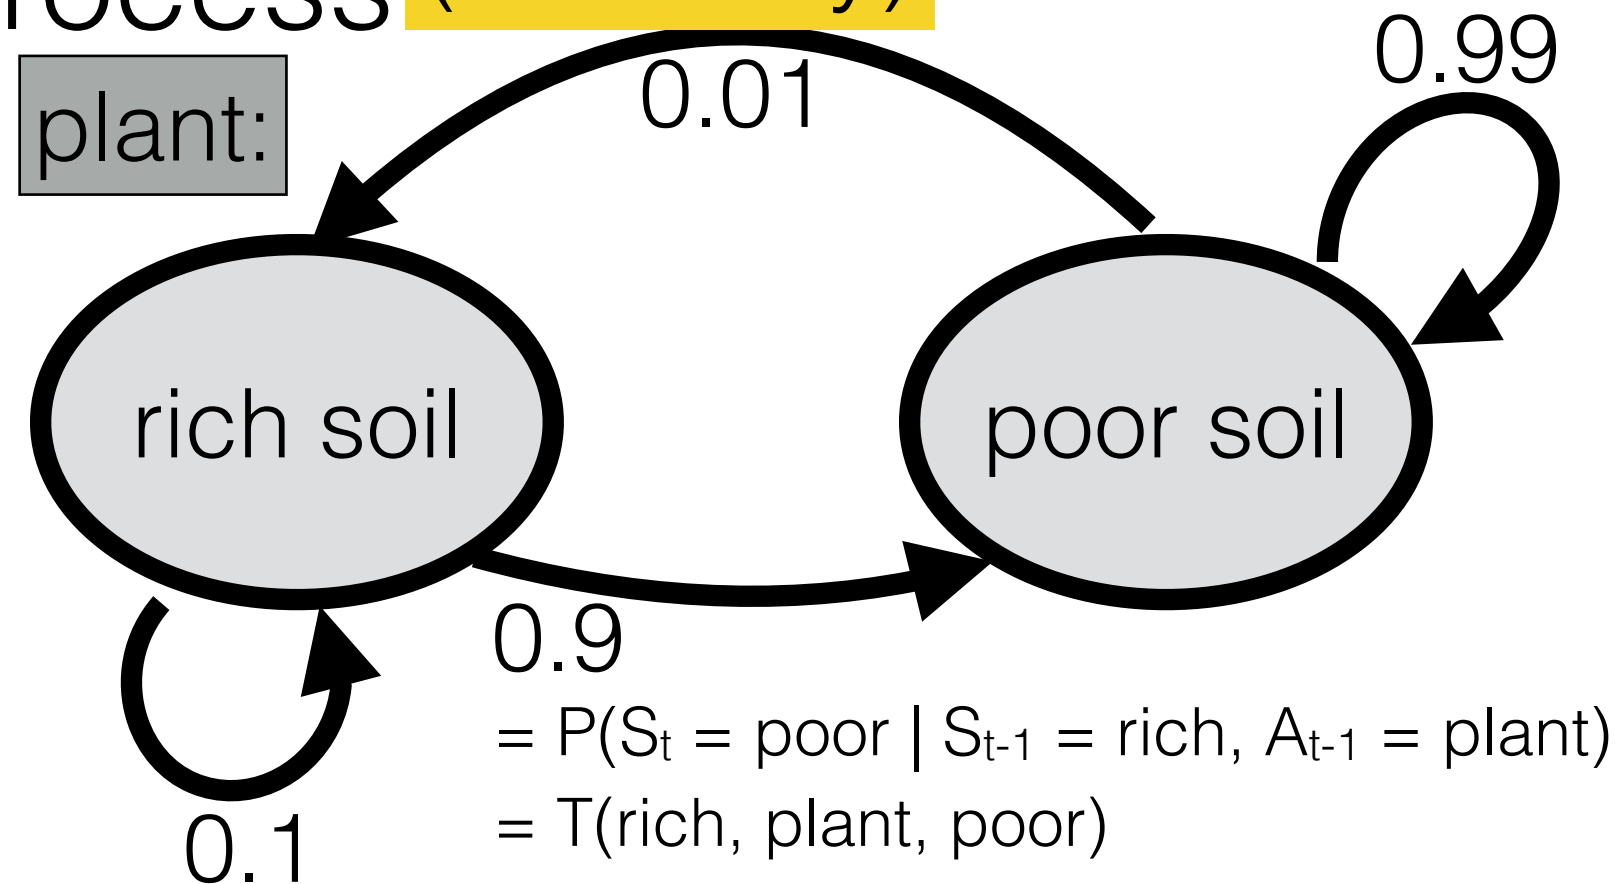 plant:
0.01
0.99
rich soil
poor soil
0.9
= P(Sₜ = poor | Sₜ₋₁ = rich, Aₜ₋₁ = plant)
= T(rich, plant, poor)
0.1